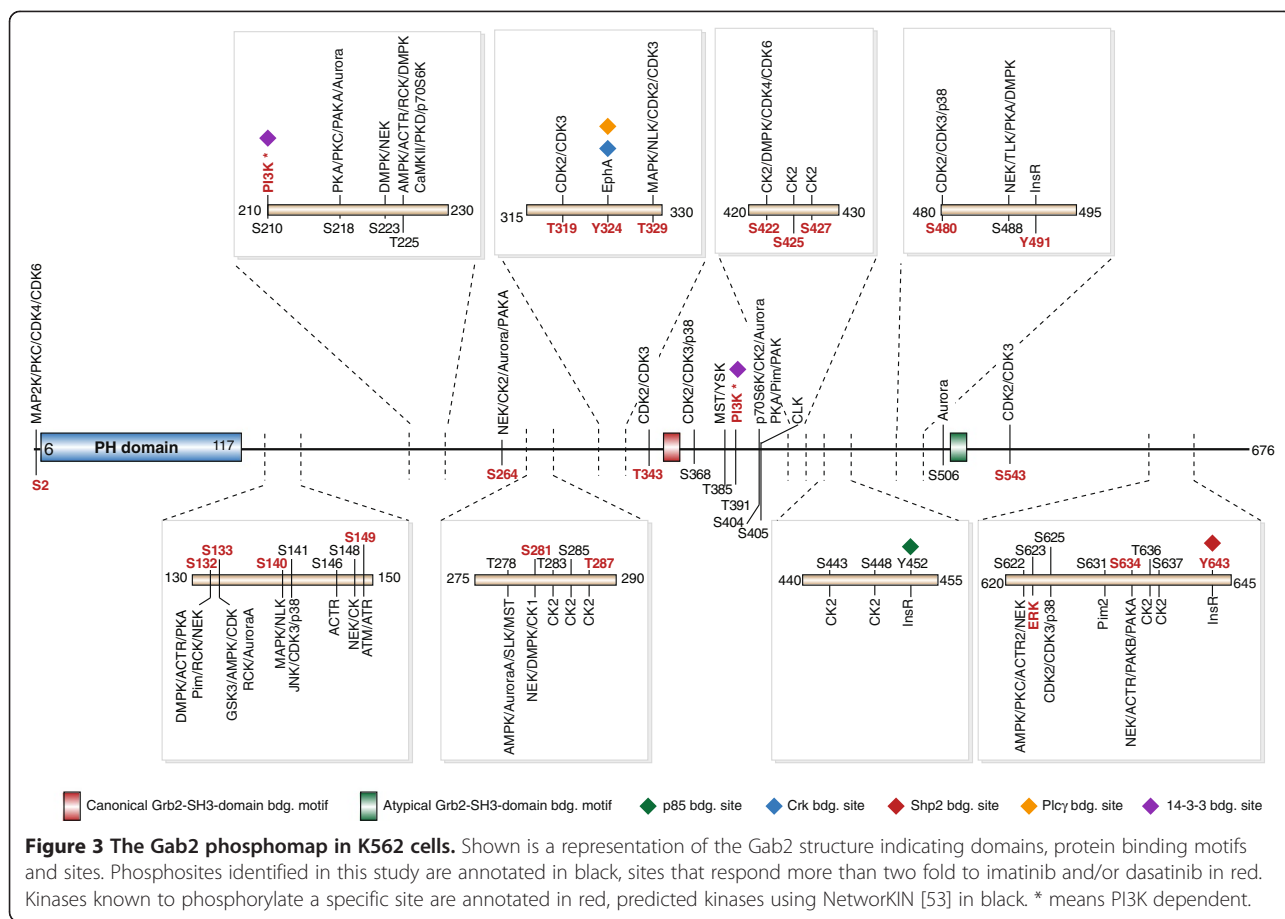 PI3K *
PKA/PKC/PAKA/Aurora
DMPK/NEK
AMPK/ACTR/RCK/DMPK
CaMKII/PKD/p70S6K
210
230
S210
S218
S223
T225
CDK2/CDK3
EphA
MAPK/NLK/CDK2/CDK3
315
330
T319
Y324
T329
CK2/DMPK/CDK4/CDK6
CK2
CK2
420
430
S422
S425
S427
CDK2/CDK3/p38
NEK/TLK/PKA/DMPK
InsR
480
495
S480
S488
Y491
MAP2K/PKC/CDK4/CDK6
NEK/CK2/Aurora/PAKA
CDK2/CDK3
CDK2/CDK3/p38
MST/YSK
PI3K *
p70S6K/CK2/Aurora
PKA/Pim/PAK
CLK
Aurora
CDK2/CDK3
6
PH domain
117
676
S2
S264
T343
S368
T385
T391
S404
S405
S506
S543
S133
S132
S140
S141
S146
S148
S149
130
150
DMPK/ACTR/PKA
Pim/RCK/NEK
GSK3/AMPK/CDK
RCK/AuroraA
MAPK/NLK
JNK/CDK3/p38
ACTR
NEK/CK
ATM/ATR
S281
S285
T278
T283
T287
275
290
AMPK/AuroraA/SLK/MST
NEK/DMPK/CK1
CK2
CK2
CK2
S443
S448
Y452
440
455
CK2
CK2
InsR
S625
S623
S622
S631
T636
S634
S637
Y643
620
645
AMPK/PKC/ACTR2/NEK
ERK
CDK2/CDK3/p38
Pim2
NEK/ACTR/PAKB/PAKA
CK2
CK2
InsR
Canonical Grb2-SH3-domain bdg. motif
Atypical Grb2-SH3-domain bdg. motif
p85 bdg. site
Crk bdg. site
Shp2 bdg. site
Plcγ bdg. site
14-3-3 bdg. site
Figure 3 The Gab2 phosphomap in K562 cells. Shown is a representation of the Gab2 structure indicating domains, protein binding motifs
and sites. Phosphosites identified in this study are annotated in black, sites that respond more than two fold to imatinib and/or dasatinib in red.
Kinases known to phosphorylate a specific site are annotated in red, predicted kinases using NetworKIN [53] in black. * means PI3K dependent.